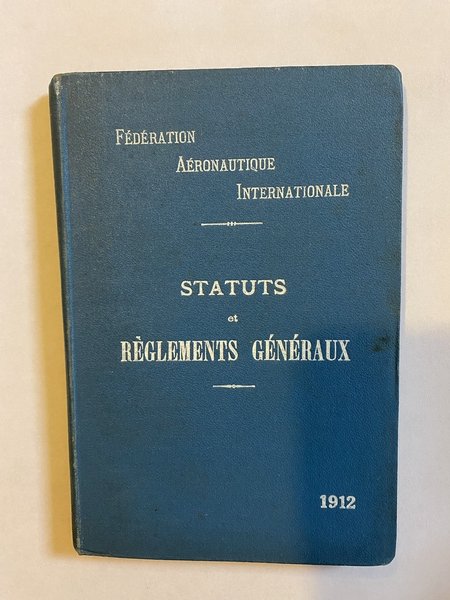 FÉDÉRATION
AÉRONAUTIQUE
INTERNATIONALE
STATUTS
et
RÈGLEMENTS GÉNÉRAUX
1912